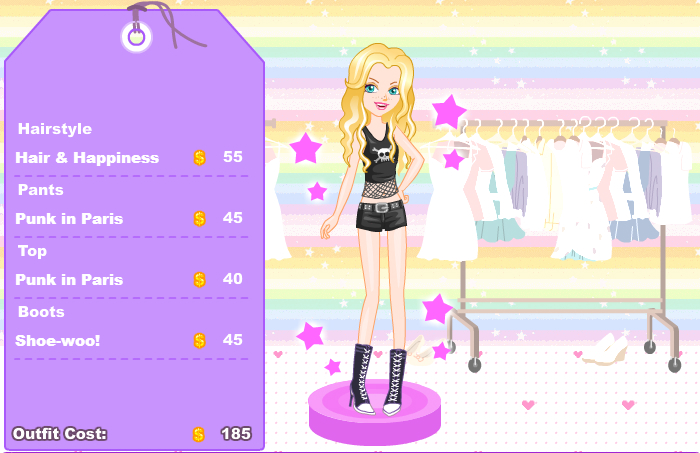 Hairstyle
Hair & Happiness $ 55
Pants
Punk in Paris $ 45
Top
Punk in Paris $ 40
Boots
Shoe-woo! $ 45
Outfit Cost: $ 185